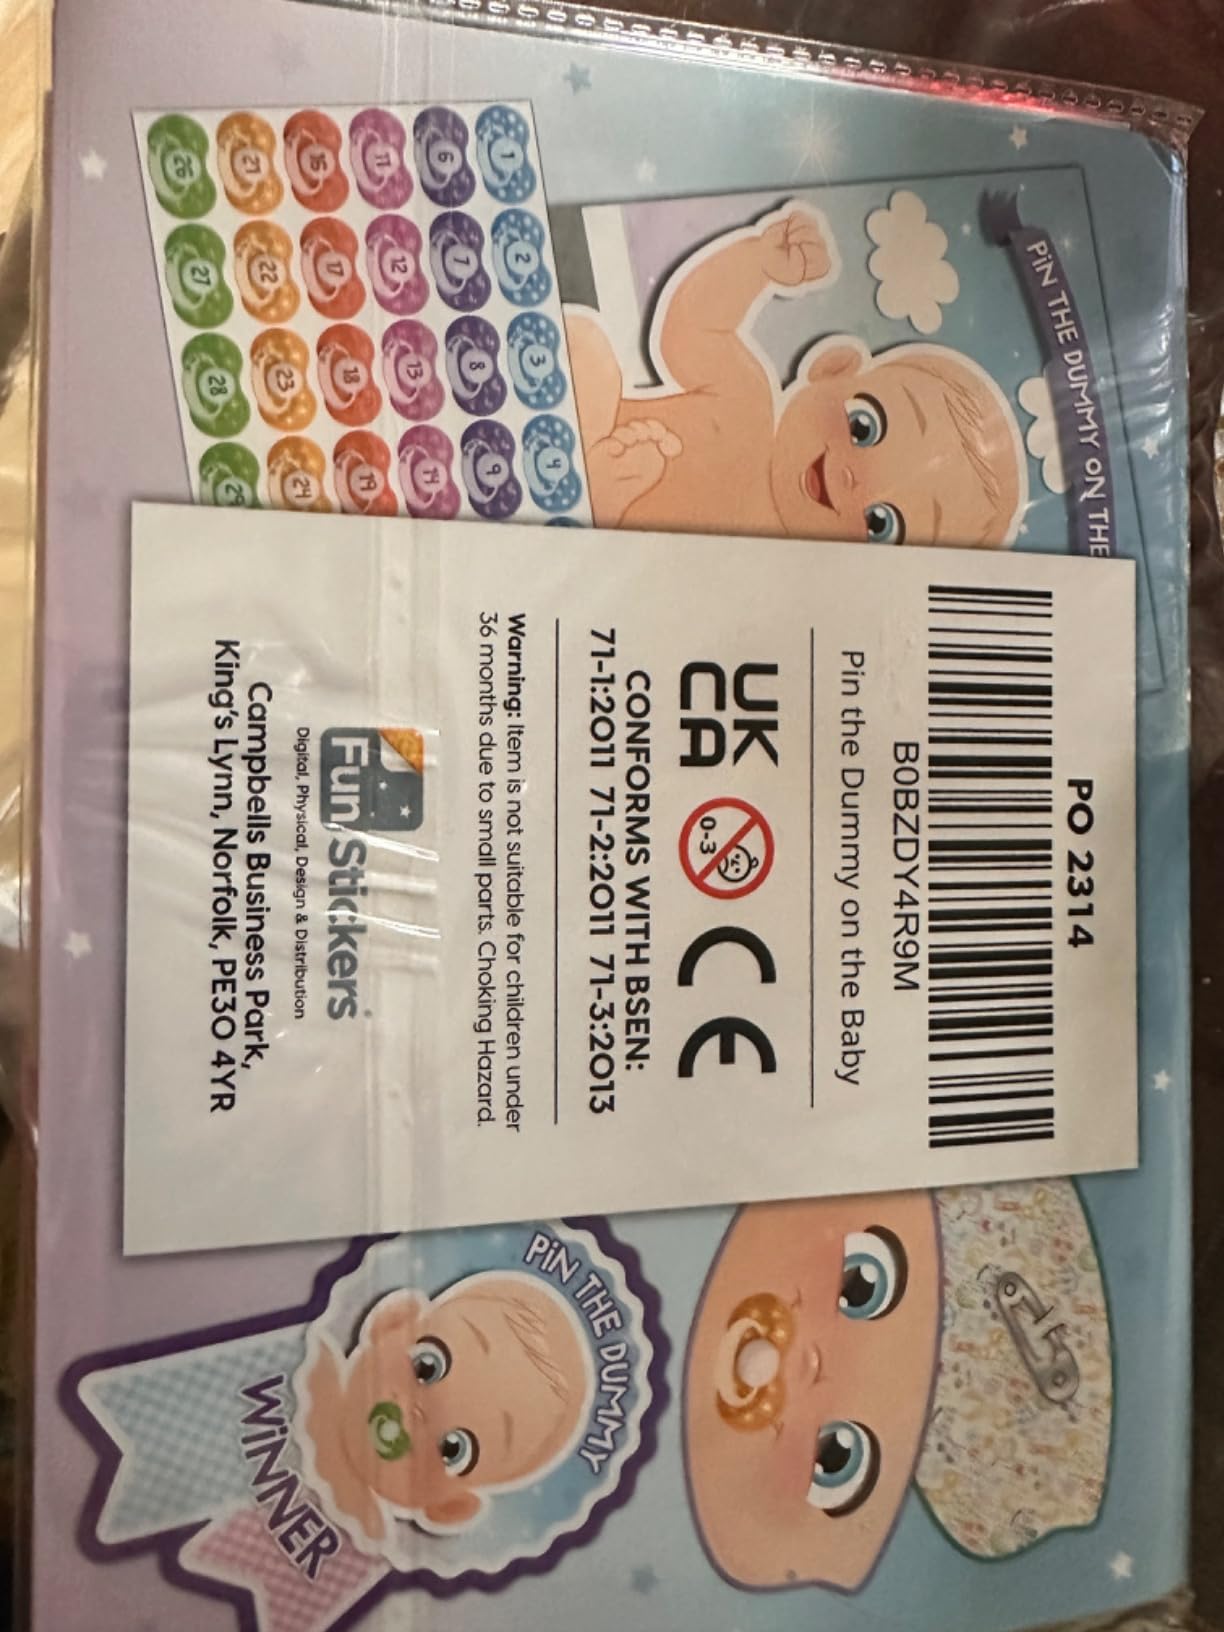 PiN THE DUMMY ON THE
1
2
3
4
6
7
8
9
11
12
13
14
16
17
18
19
21
22
23
24
26
27
28
29
PO 2314
B0BZDY4R9M
Pin the Dummy on the Baby
UK
CA
0-3
CE
CONFORMS WITH BSEN:
71-1:2011 71-2:2011 71-3:2013
Warning: Item is not suitable for children under
36 months due to small parts. Choking Hazard.
Fun Stickers
Digital, Physical, Design & Distribution
Campbells Business Park,
King's Lynn, Norfolk, PE30 4YR
PiN THE DUMMY
WiNNER